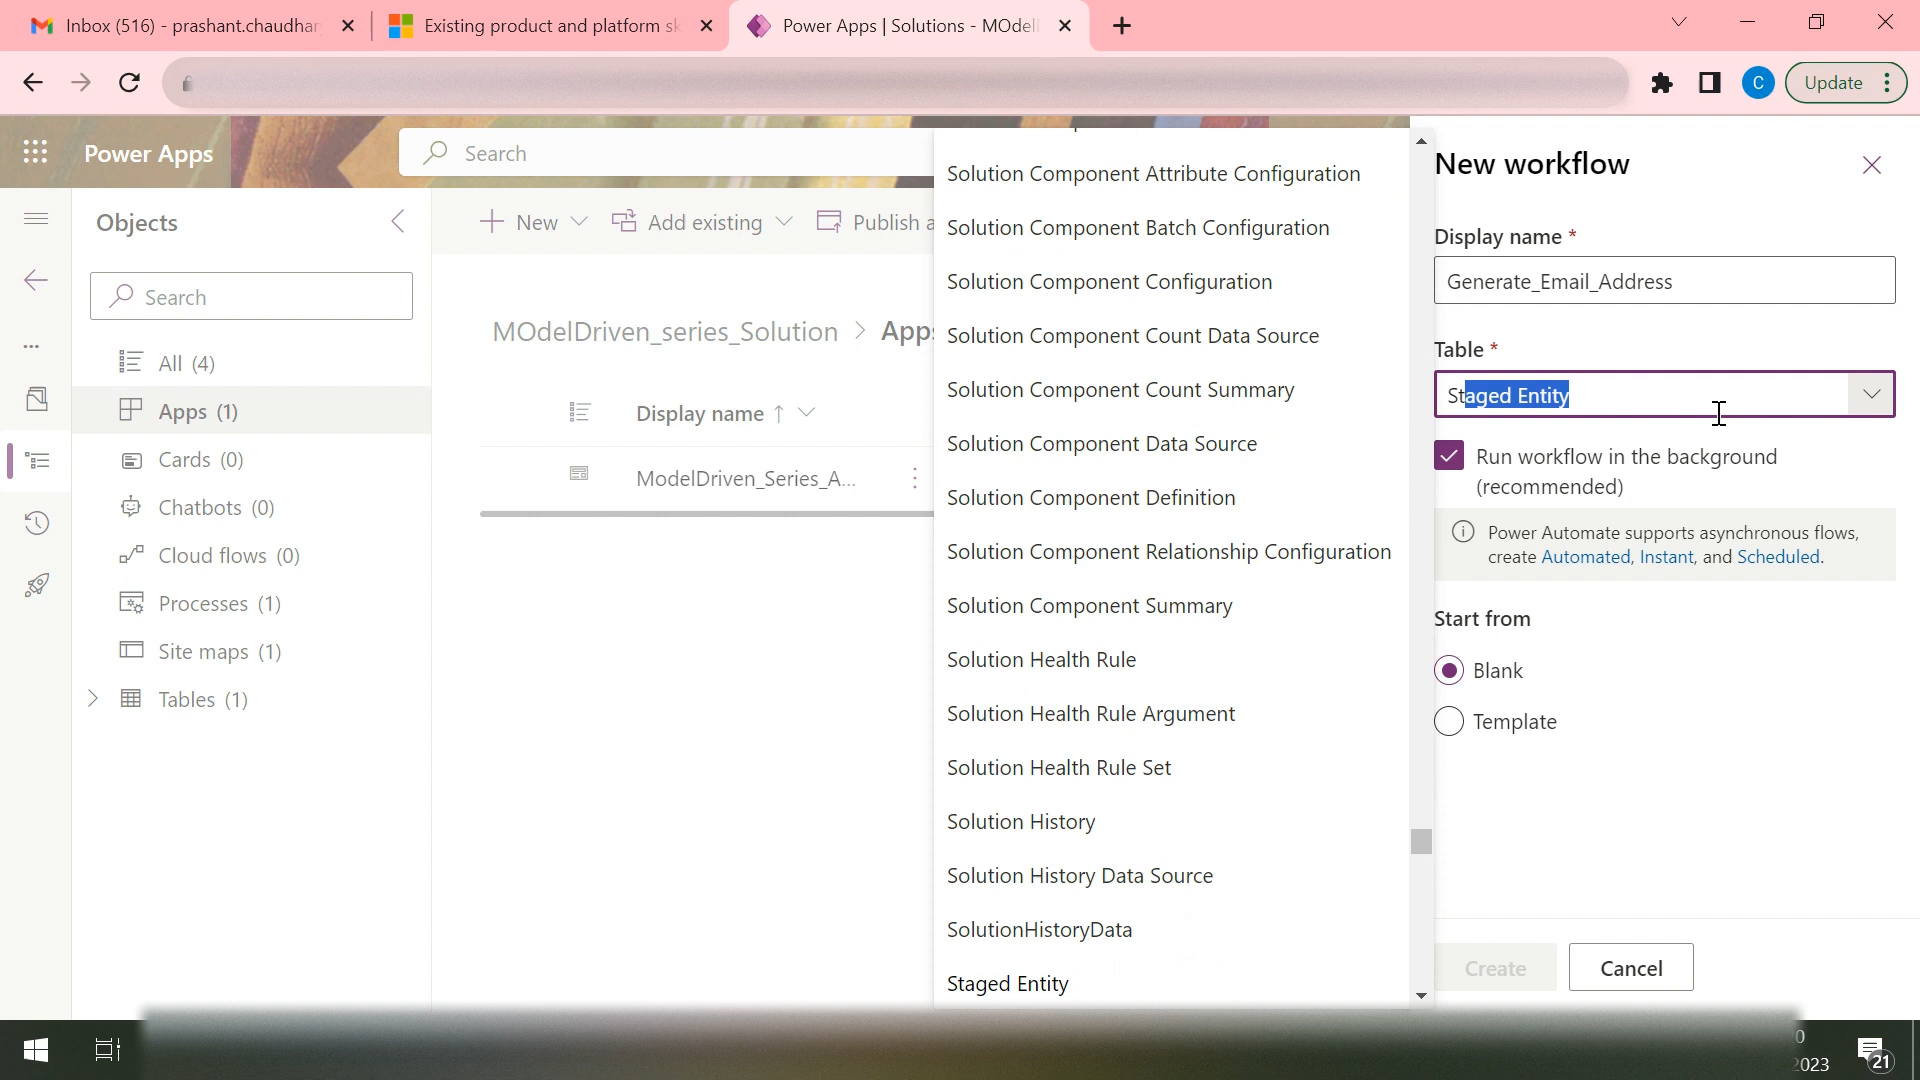 Inbox (516) - prashant.chaudhar
Existing product and platform sk
Power Apps | Solutions - MOdel
C
Update
Power Apps
Search
New workflow
Objects
New
Add existing
Publish a
Search
Display name *
Generate_Email_Address
MOdelDriven_series_Solution > Apps
Table *
Staged Entity
All (4)
Apps (1)
Cards (0)
Chatbots (0)
Cloud flows (0)
Processes (1)
Site maps (1)
Tables (1)
Display name
ModelDriven_Series_A...
Solution Component Attribute Configuration
Solution Component Batch Configuration
Solution Component Configuration
Solution Component Count Data Source
Solution Component Count Summary
Solution Component Data Source
Solution Component Definition
Solution Component Relationship Configuration
Solution Component Summary
Solution Health Rule
Solution Health Rule Argument
Solution Health Rule Set
Solution History
Solution History Data Source
SolutionHistoryData
Staged Entity
Run workflow in the background
(recommended)
Power Automate supports asynchronous flows,
create Automated, Instant, and Scheduled.
Start from
Blank
Template
Create
Cancel
0
2023
21